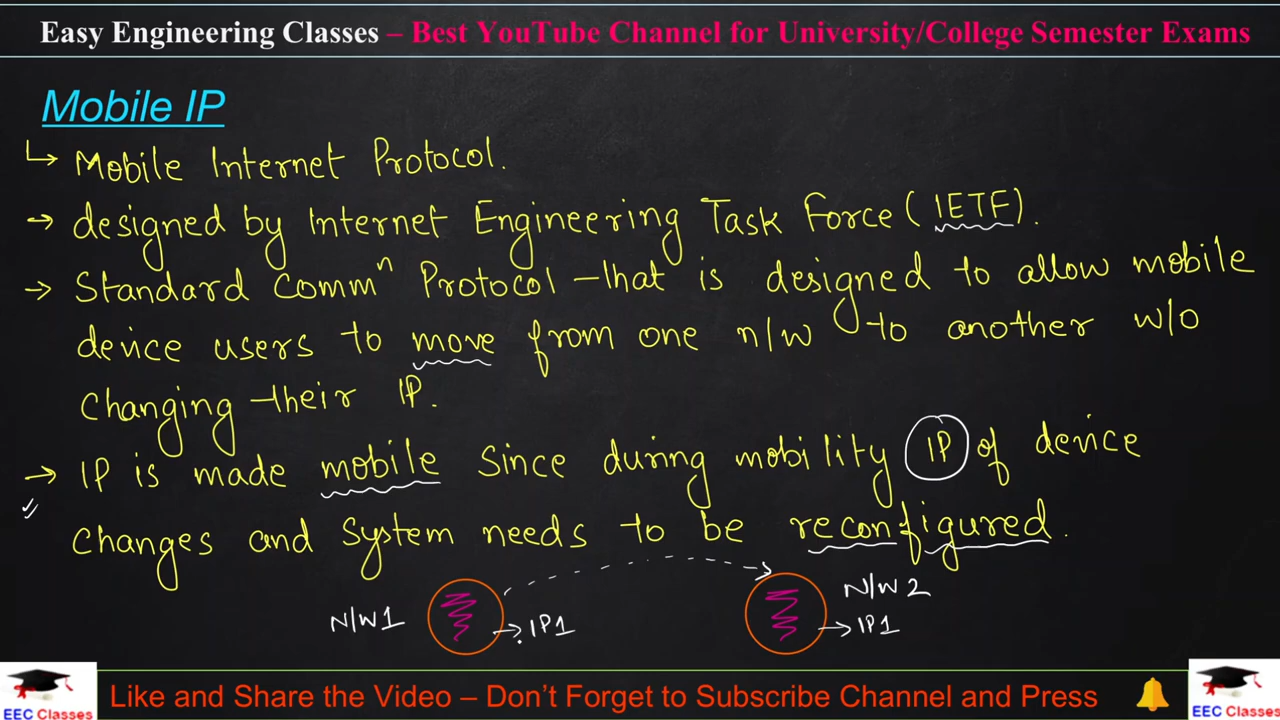 Easy Engineering Classes – Best YouTube Channel for University/College Semester Exams
Mobile IP
↳ Mobile Internet Protocol.
→ designed by Internet Engineering Task Force (IETF).
→ Standard Commⁿ Protocol that is designed to allow mobile
device users to move from one n/w to another w/o
changing their IP.
→ IP is made mobile since during mobility IP of device
changes and system needs to be reconfigured.
N/W1 → IP1
N/W 2
→ IP1
Like and Share the Video – Don't Forget to Subscribe Channel and Press
EEC Classes
EEC Classes